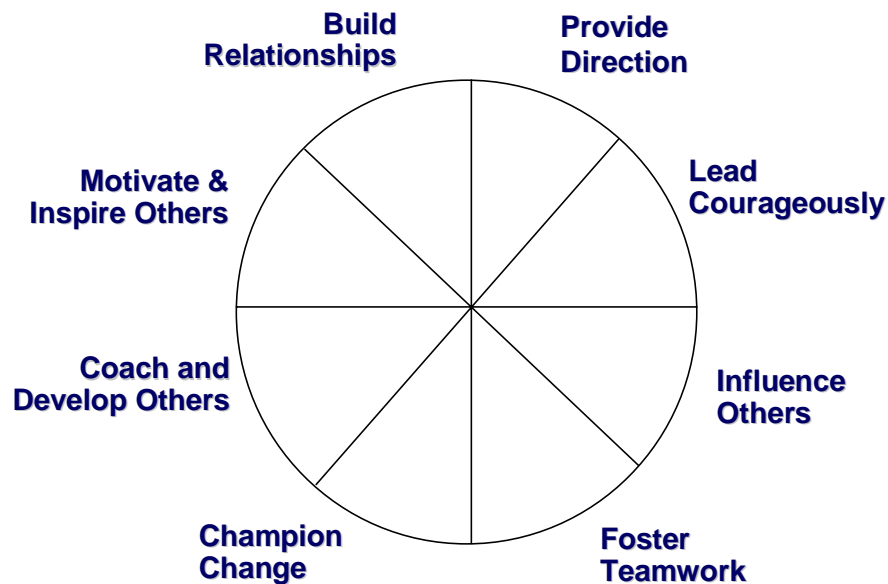 Build
Relationships
Provide
Direction
Lead
Courageously
Influence
Others
Foster
Teamwork
Champion
Change
Coach and
Develop Others
Motivate &
Inspire Others